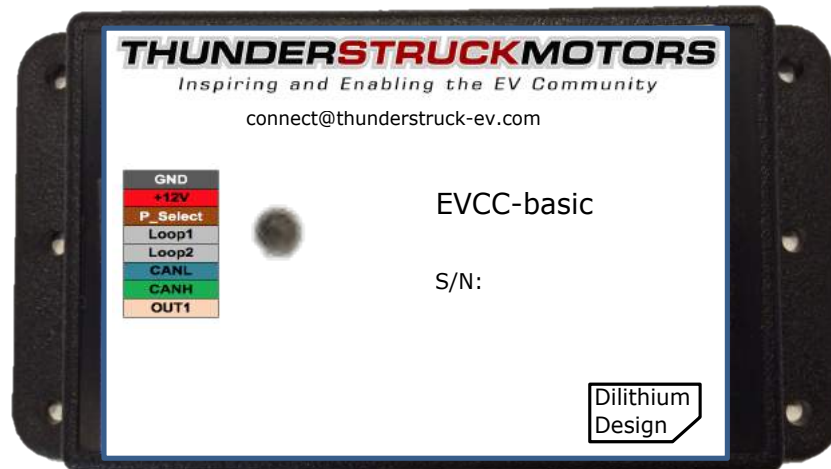 THUNDERSTRUCKMOTORS
Inspiring and Enabling the EV Community
connect@thunderstruck-ev.com
GND
+12V
P_Select
Loop1
Loop2
CANL
CANH
OUT1
EVCC-basic
S/N:
Dilithium
Design